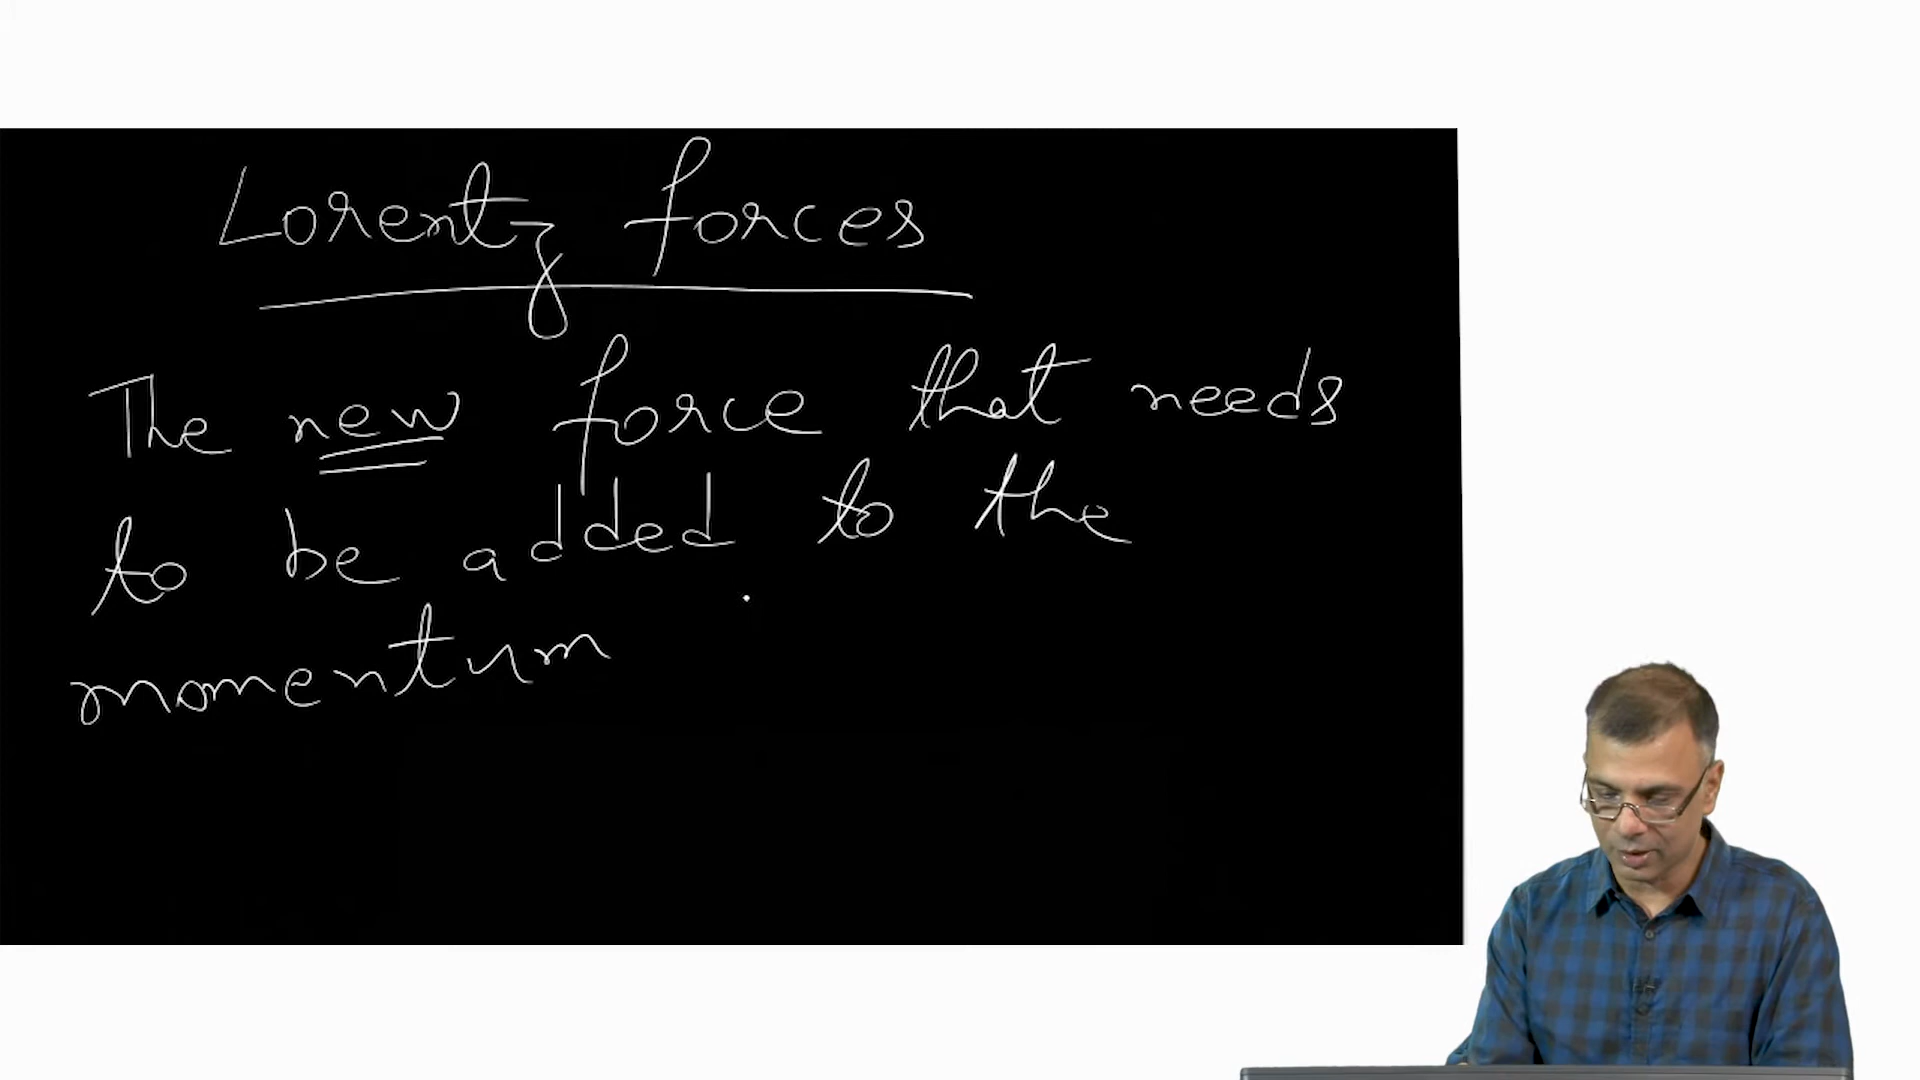 Lorentz forces
The new force that needs
to be added to the
momentum